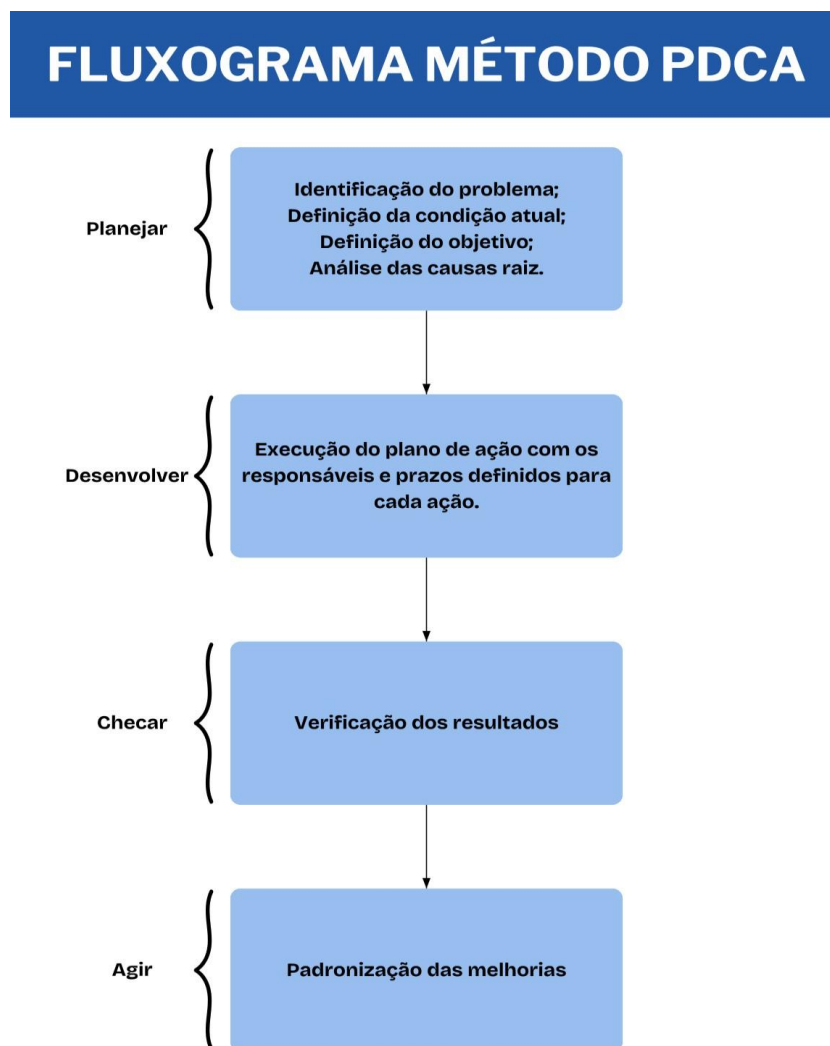 FLUXOGRAMA MÉTODO PDCA
Planejar
Identificação do problema;
Definição da condição atual;
Definição do objetivo;
Análise das causas raiz.
Desenvolver
Execução do plano de ação com os
responsáveis e prazos definidos para
cada ação.
Checar
Verificação dos resultados
Agir
Padronização das melhorias